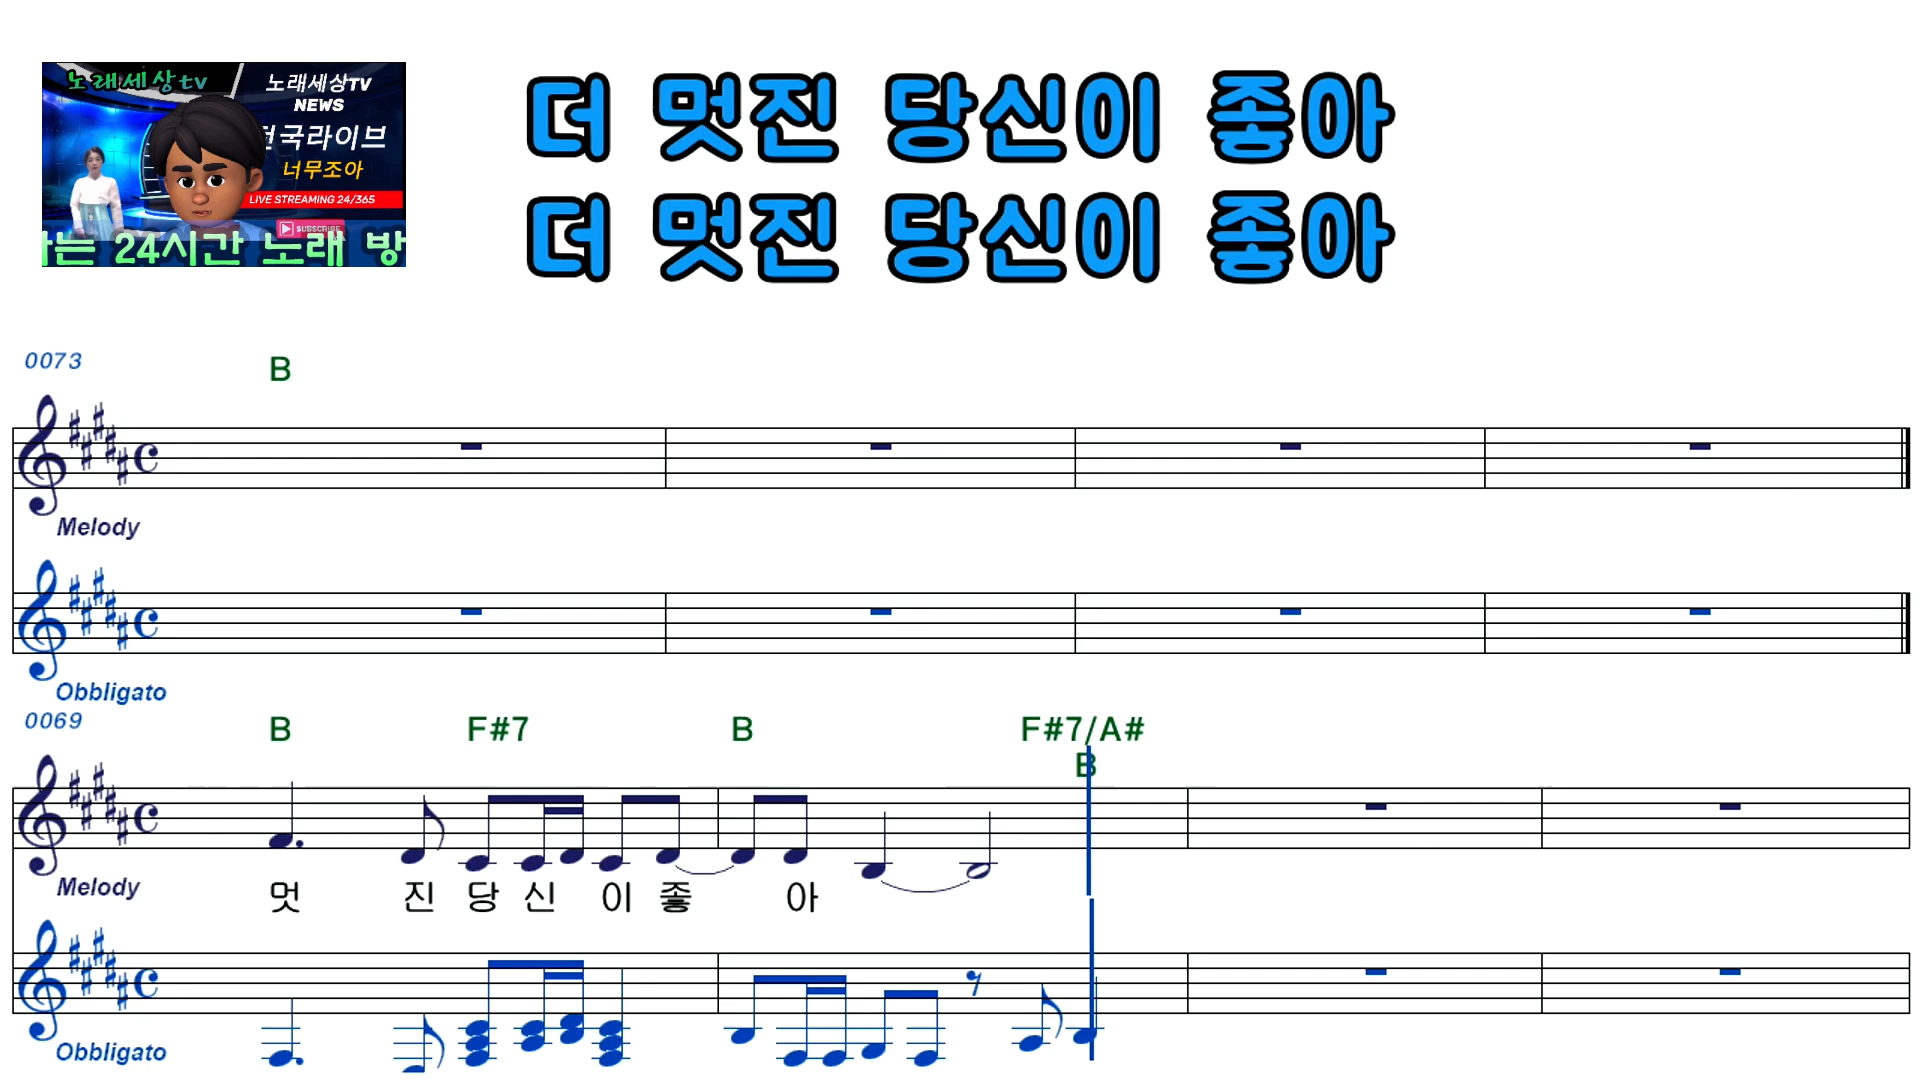 노래세상tv
노래세상TV
NEWS
전국라이브
너무조아
LIVE STREAMING 24/365
SUBSCRIBE
는 24시간 노래 방
더 멋진 당신이 좋아
더 멋진 당신이 좋아
0073
B
Melody
Obbligato
0069
B F#7 B F#7/A#
B
Melody
멋 진 당 신 이 좋 아
Obbligato